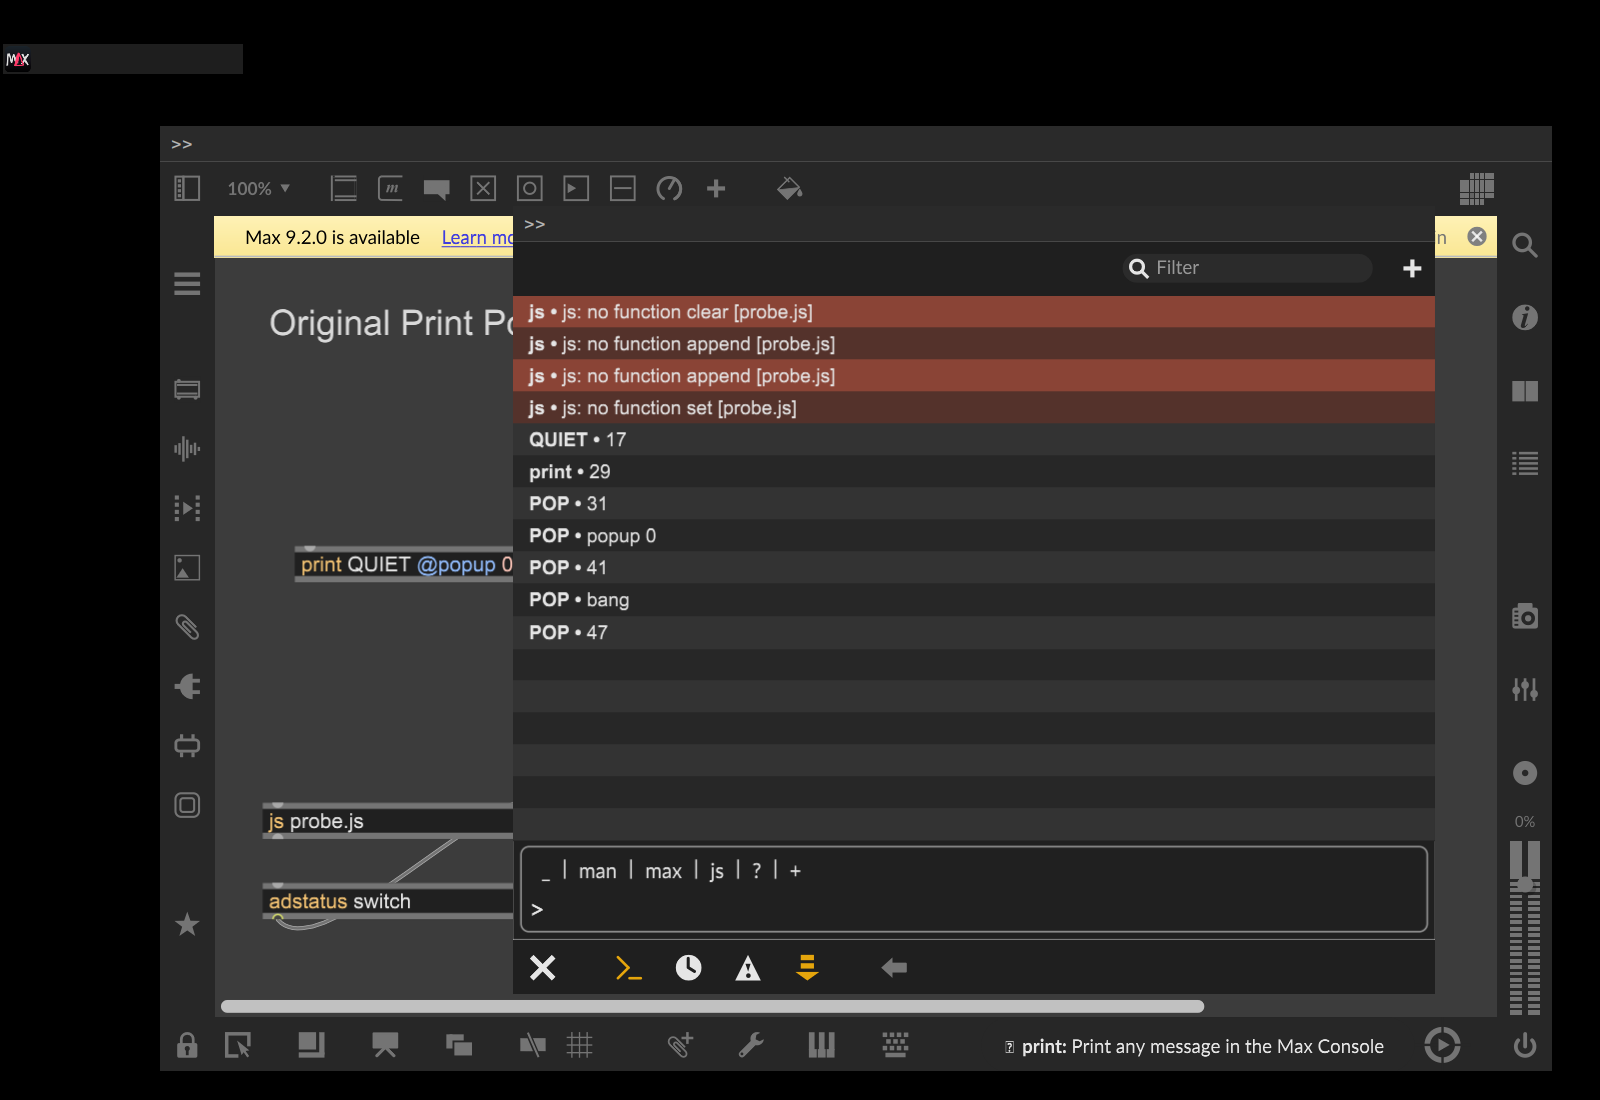 MAX
>>
100%
m
>>
Max 9.2.0 is available Learn mo
n
Filter
Original Print Po
js • js: no function clear [probe.js]
js • js: no function append [probe.js]
js • js: no function append [probe.js]
js • js: no function set [probe.js]
QUIET • 17
print • 29
POP • 31
POP • popup 0
POP • 41
POP • bang
POP • 47
print QUIET @popup 0
js probe.js
adstatus switch
_ | man | max | js | ? | +
>
0%
print: Print any message in the Max Console